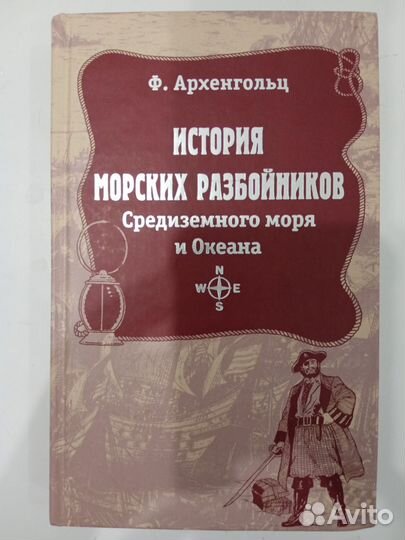 Ф. Архенгольц
ИСТОРИЯ
МОРСКИХ РАЗБОЙНИКОВ
Средиземного моря
и Океана
N
W E
S
Avito